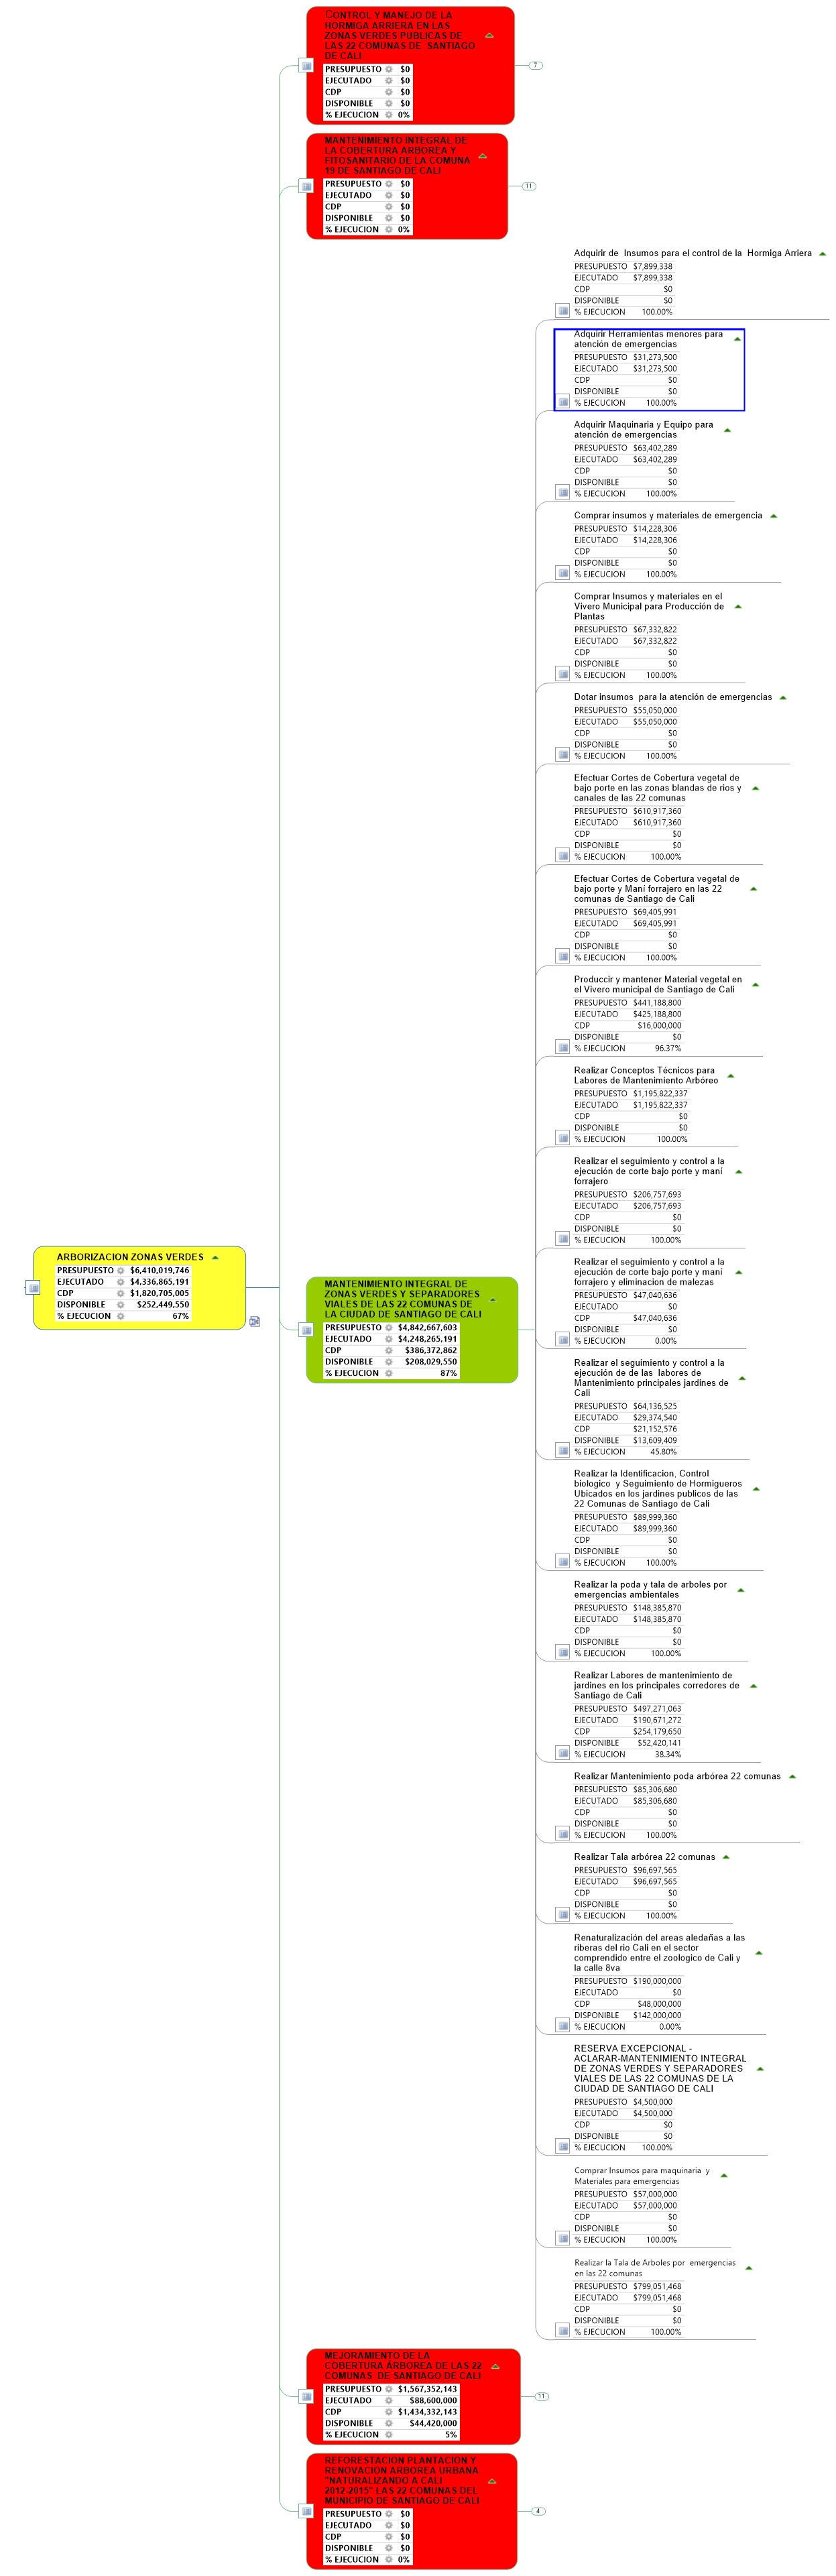 CONTROL Y MANEJO DE LA
HORMIGA ARRIERA EN LAS
ZONAS VERDES PUBLICAS DE
LAS 22 COMUNAS DE SANTIAGO
DE CALI
PRESUPUESTO $0
EJECUTADO $0
CDP $0
DISPONIBLE $0
% EJECUCION 0%
7
MANTENIMIENTO INTEGRAL DE
LA COBERTURA ARBOREA Y
FITOSANITARIO DE LA COMUNA
19 DE SANTIAGO DE CALI
PRESUPUESTO $0
EJECUTADO $0
CDP $0
DISPONIBLE $0
% EJECUCION 0%
11
ARBORIZACION ZONAS VERDES
PRESUPUESTO $6,410,019,746
EJECUTADO $4,336,865,191
CDP $1,820,705,005
DISPONIBLE $252,449,550
% EJECUCION 67%
MANTENIMIENTO INTEGRAL DE
ZONAS VERDES Y SEPARADORES
VIALES DE LAS 22 COMUNAS DE
LA CIUDAD DE SANTIAGO DE CALI
PRESUPUESTO $4,842,667,603
EJECUTADO $4,248,265,191
CDP $386,372,862
DISPONIBLE $208,029,550
% EJECUCION 87%
Adquirir de Insumos para el control de la Hormiga Arriera
PRESUPUESTO $7,899,338
EJECUTADO $7,899,338
CDP $0
DISPONIBLE $0
% EJECUCION 100.00%
Adquirir Herramientas menores para
atención de emergencias
PRESUPUESTO $31,273,500
EJECUTADO $31,273,500
CDP $0
DISPONIBLE $0
% EJECUCION 100.00%
Adquirir Maquinaria y Equipo para
atención de emergencias
PRESUPUESTO $63,402,289
EJECUTADO $63,402,289
CDP $0
DISPONIBLE $0
% EJECUCION 100.00%
Comprar insumos y materiales de emergencia
PRESUPUESTO $14,228,306
EJECUTADO $14,228,306
CDP $0
DISPONIBLE $0
% EJECUCION 100.00%
Comprar Insumos y materiales en el
Vivero Municipal para Producción de
Plantas
PRESUPUESTO $67,332,822
EJECUTADO $67,332,822
CDP $0
DISPONIBLE $0
% EJECUCION 100.00%
Dotar insumos para la atención de emergencias
PRESUPUESTO $55,050,000
EJECUTADO $55,050,000
CDP $0
DISPONIBLE $0
% EJECUCION 100.00%
Efectuar Cortes de Cobertura vegetal de
bajo porte en las zonas blandas de rios y
canales de las 22 comunas
PRESUPUESTO $610,917,360
EJECUTADO $610,917,360
CDP $0
DISPONIBLE $0
% EJECUCION 100.00%
Efectuar Cortes de Cobertura vegetal de
bajo porte y Maní forrajero en las 22
comunas de Santiago de Cali
PRESUPUESTO $69,405,991
EJECUTADO $69,405,991
CDP $0
DISPONIBLE $0
% EJECUCION 100.00%
Produccir y mantener Material vegetal en
el Vivero municipal de Santiago de Cali
PRESUPUESTO $441,188,800
EJECUTADO $425,188,800
CDP $16,000,000
DISPONIBLE $0
% EJECUCION 96.37%
Realizar Conceptos Técnicos para
Labores de Mantenimiento Arbóreo
PRESUPUESTO $1,195,822,337
EJECUTADO $1,195,822,337
CDP $0
DISPONIBLE $0
% EJECUCION 100.00%
Realizar el seguimiento y control a la
ejecución de corte bajo porte y maní
forrajero
PRESUPUESTO $206,757,693
EJECUTADO $206,757,693
CDP $0
DISPONIBLE $0
% EJECUCION 100.00%
Realizar el seguimiento y control a la
ejecución de corte bajo porte y maní
forrajero y eliminacion de malezas
PRESUPUESTO $47,040,636
EJECUTADO $0
CDP $47,040,636
DISPONIBLE $0
% EJECUCION 0.00%
Realizar el seguimiento y control a la
ejecución de de las labores de
Mantenimiento principales jardines de
Cali
PRESUPUESTO $64,136,525
EJECUTADO $29,374,540
CDP $21,152,576
DISPONIBLE $13,609,409
% EJECUCION 45.80%
Realizar la Identificacion, Control
biologico y Seguimiento de Hormigueros
Ubicados en los jardines publicos de las
22 Comunas de Santiago de Cali
PRESUPUESTO $89,999,360
EJECUTADO $89,999,360
CDP $0
DISPONIBLE $0
% EJECUCION 100.00%
Realizar la poda y tala de arboles por
emergencias ambientales
PRESUPUESTO $148,385,870
EJECUTADO $148,385,870
CDP $0
DISPONIBLE $0
% EJECUCION 100.00%
Realizar Labores de mantenimiento de
jardines en los principales corredores de
Santiago de Cali
PRESUPUESTO $497,271,063
EJECUTADO $190,671,272
CDP $254,179,650
DISPONIBLE $52,420,141
% EJECUCION 38.34%
Realizar Mantenimiento poda arbórea 22 comunas
PRESUPUESTO $85,306,680
EJECUTADO $85,306,680
CDP $0
DISPONIBLE $0
% EJECUCION 100.00%
Realizar Tala arbórea 22 comunas
PRESUPUESTO $96,697,565
EJECUTADO $96,697,565
CDP $0
DISPONIBLE $0
% EJECUCION 100.00%
Renaturalización del areas aledañas a las
riberas del rio Cali en el sector
comprendido entre el zoologico de Cali y
la calle 8va
PRESUPUESTO $190,000,000
EJECUTADO $0
CDP $48,000,000
DISPONIBLE $142,000,000
% EJECUCION 0.00%
RESERVA EXCEPCIONAL -
ACLARAR-MANTENIMIENTO INTEGRAL
DE ZONAS VERDES Y SEPARADORES
VIALES DE LAS 22 COMUNAS DE LA
CIUDAD DE SANTIAGO DE CALI
PRESUPUESTO $4,500,000
EJECUTADO $4,500,000
CDP $0
DISPONIBLE $0
% EJECUCION 100.00%
Comprar Insumos para maquinaria y
Materiales para emergencias
PRESUPUESTO $57,000,000
EJECUTADO $57,000,000
CDP $0
DISPONIBLE $0
% EJECUCION 100.00%
Realizar la Tala de Arboles por emergencias
en las 22 comunas
PRESUPUESTO $799,051,468
EJECUTADO $799,051,468
CDP $0
DISPONIBLE $0
% EJECUCION 100.00%
MEJORAMIENTO DE LA
COBERTURA ÁRBOREA DE LAS 22
COMUNAS DE SANTIAGO DE CALI
PRESUPUESTO $1,567,352,143
EJECUTADO $88,600,000
CDP $1,434,332,143
DISPONIBLE $44,420,000
% EJECUCION 5%
11
REFORESTACION PLANTACION Y
RENOVACION ARBOREA URBANA
"NATURALIZANDO A CALI
2012-2015" LAS 22 COMUNAS DEL
MUNICIPIO DE SANTIAGO DE CALI
PRESUPUESTO $0
EJECUTADO $0
CDP $0
DISPONIBLE $0
% EJECUCION 0%
4